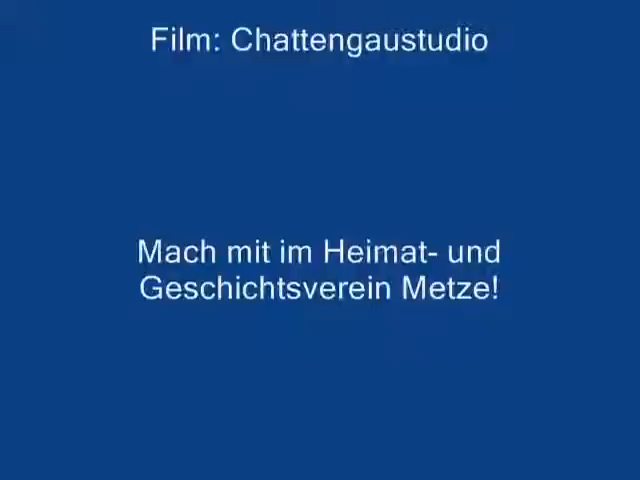 Film: Chattengaustudio
Mach mit im Heimat- und
Geschichtsverein Metze!